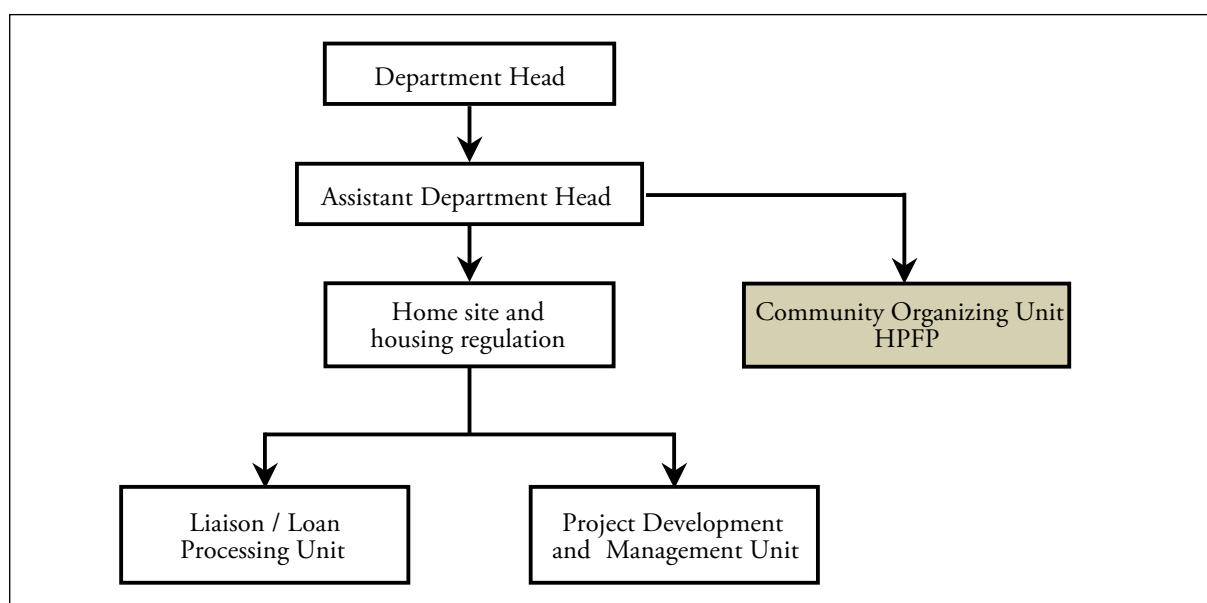 Department Head
Assistant Department Head
Home site and
housing regulation
Community Organizing Unit
HPFP
Liaison / Loan
Processing Unit
Project Development
and Management Unit